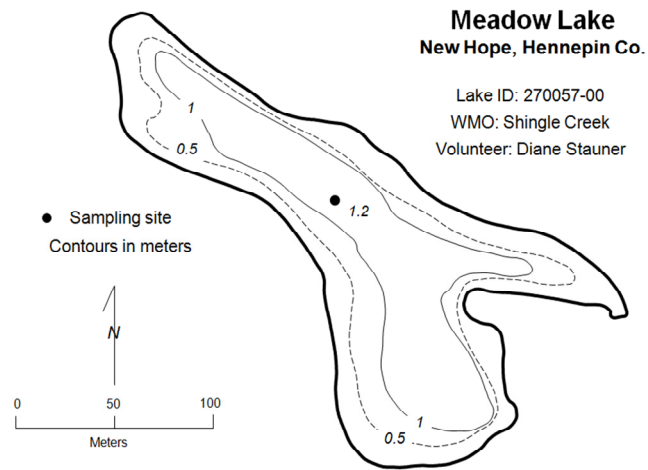 Meadow Lake
New Hope, Hennepin Co.
Lake ID: 270057-00
WMO: Shingle Creek
Volunteer: Diane Stauner
1
0.5
1.2
Sampling site
Contours in meters
N
0 50 100
Meters
1
0.5